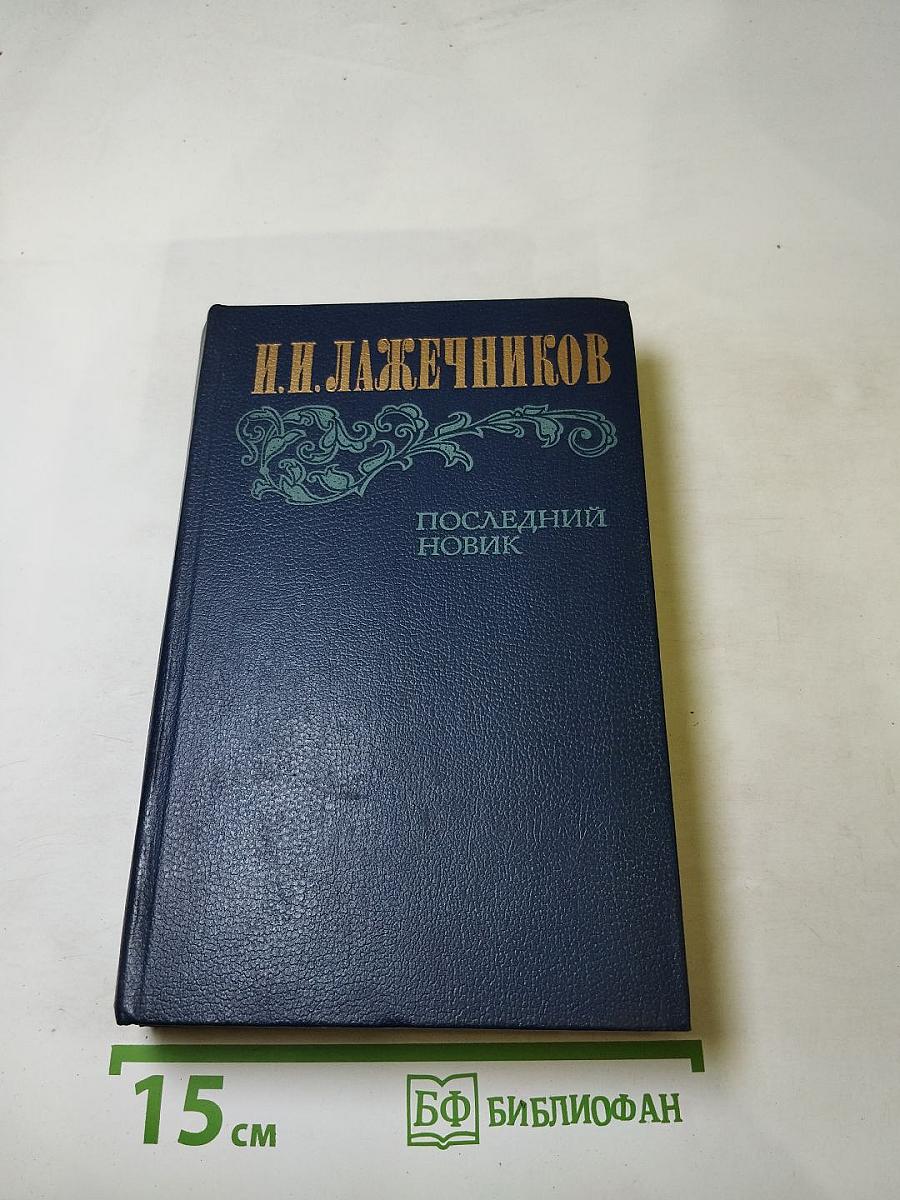 И.И.ЛАЖЕЧНИКОВ
ПОСЛЕДНИЙ
НОВИК
15 см
БФ БИБЛИОФАН